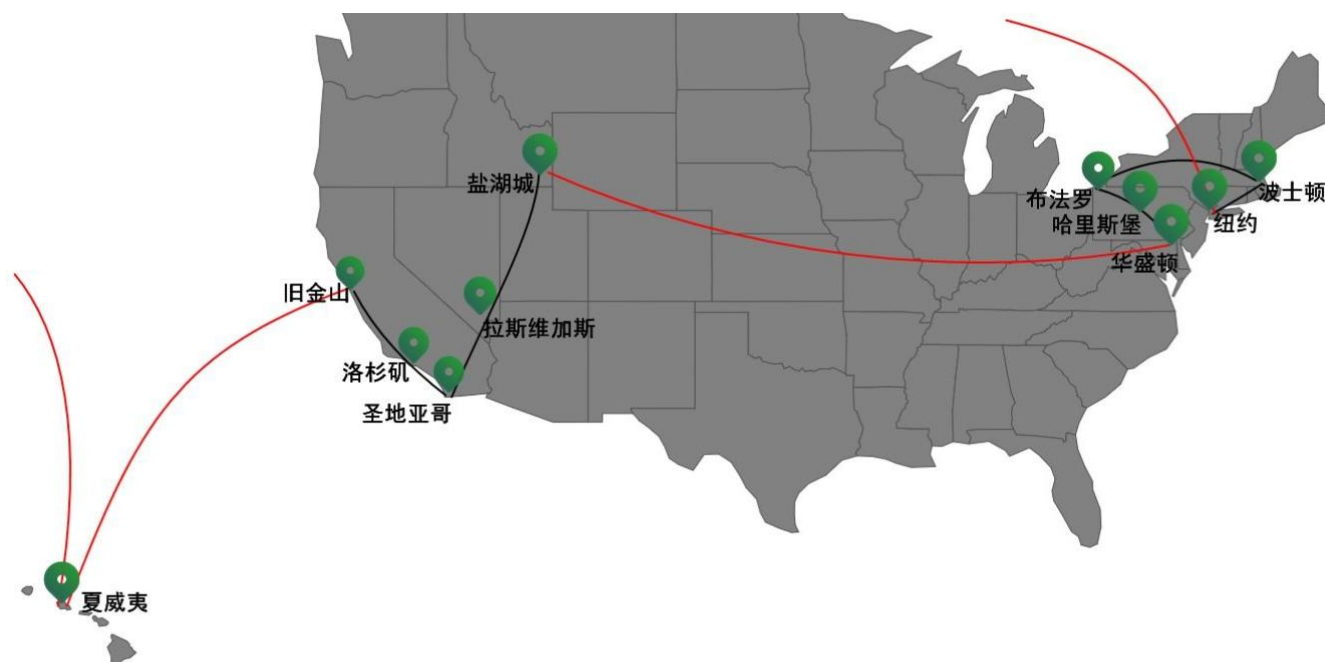 盐湖城
布法罗
波士顿
哈里斯堡
纽约
华盛顿
旧金山
拉斯维加斯
洛杉矶
圣地亚哥
夏威夷